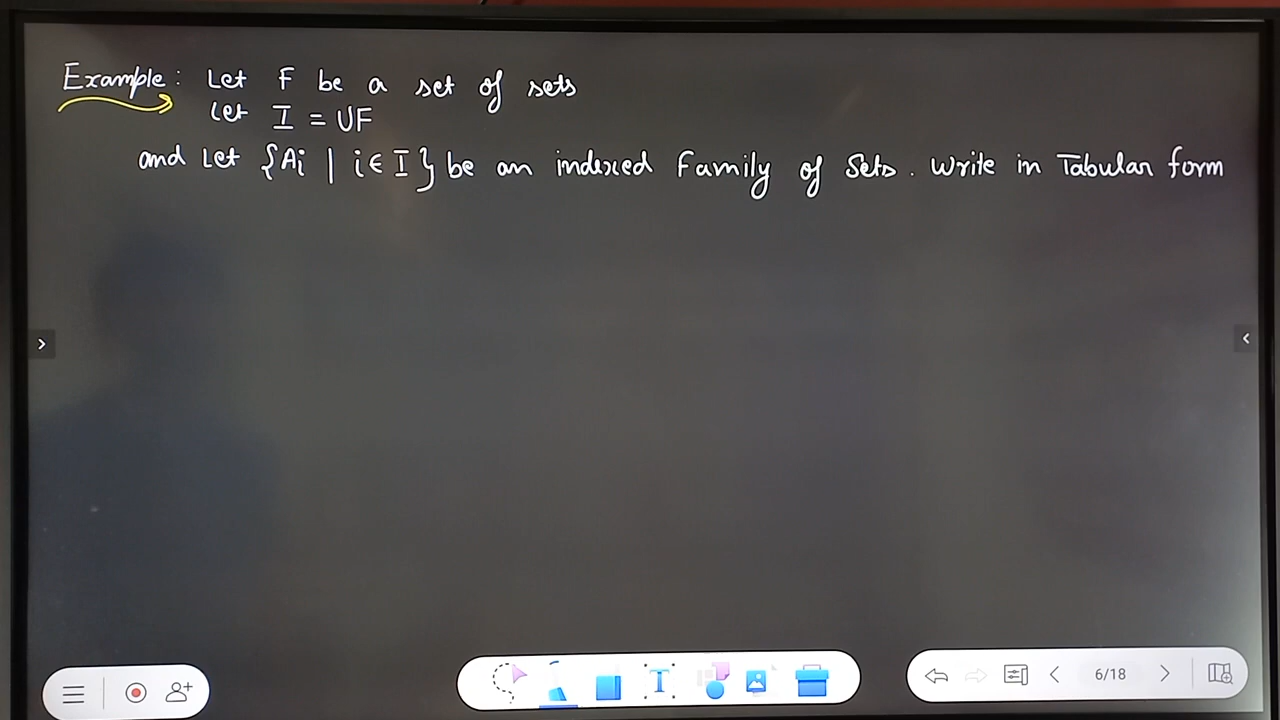 Example: Let F be a set of sets
Let I = UF
and Let {Ai | i ∈ I} be an indexed Family of Sets. Write in Tabular form
T
6/18